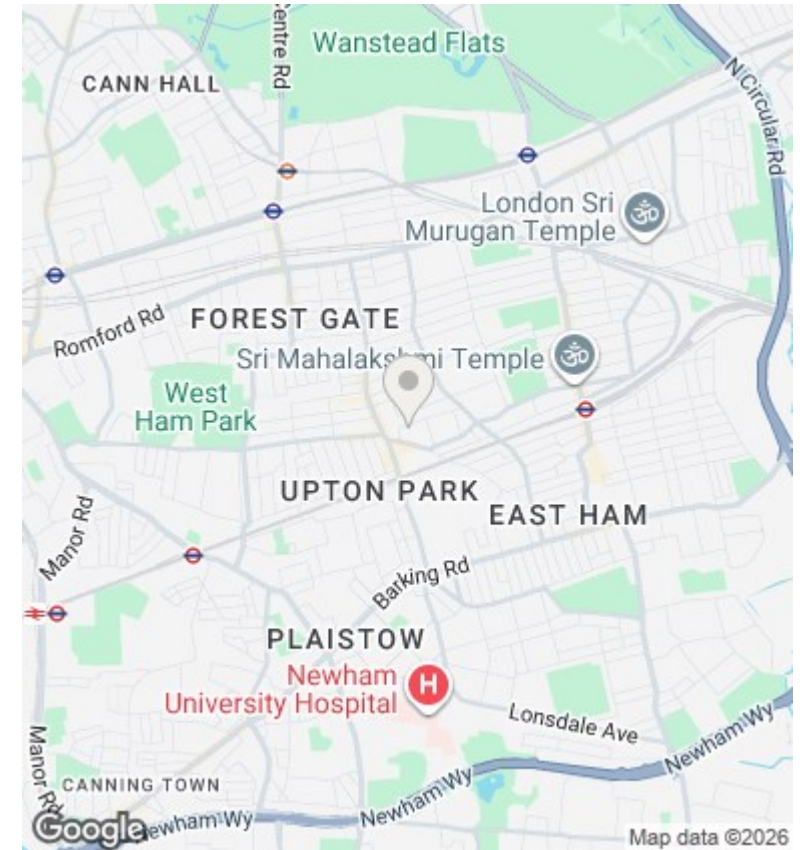 Wanstead Flats
Centre Rd
CANN HALL
N Circular Rd
London Sri
Murugan Temple
Romford Rd
FOREST GATE
Sri Mahalakshmi Temple
West
Ham Park
UPTON PARK
EAST HAM
Manor Rd
Barking Rd
PLAISTOW
Newham
University Hospital
H
Lonsdale Ave
Newham Wy
Manor Rd
CANNING TOWN
Newham Wy
Newham Wy
Google
Map data ©2026